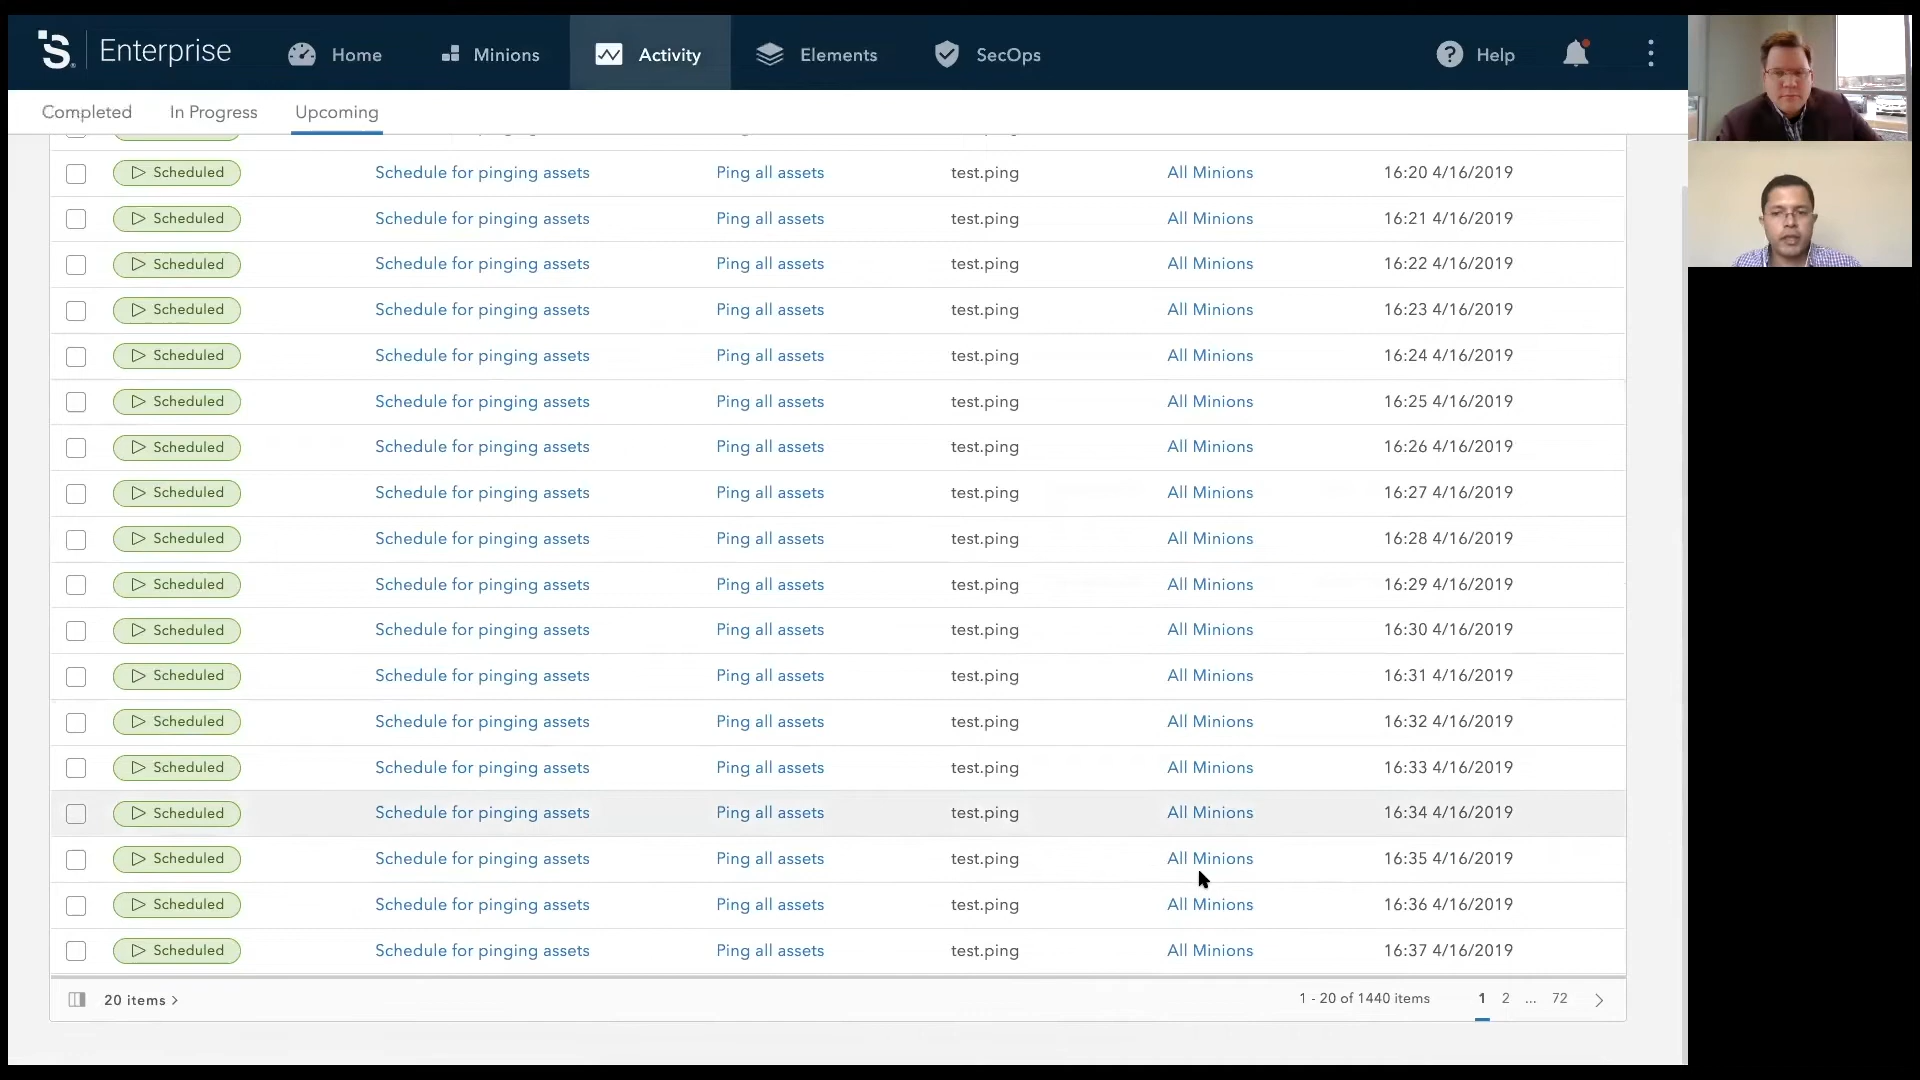 S. Enterprise Home Minions Activity Elements SecOps ? Help
Completed In Progress Upcoming
Scheduled Schedule for pinging assets Ping all assets test.ping All Minions 16:20 4/16/2019
Scheduled Schedule for pinging assets Ping all assets test.ping All Minions 16:21 4/16/2019
Scheduled Schedule for pinging assets Ping all assets test.ping All Minions 16:22 4/16/2019
Scheduled Schedule for pinging assets Ping all assets test.ping All Minions 16:23 4/16/2019
Scheduled Schedule for pinging assets Ping all assets test.ping All Minions 16:24 4/16/2019
Scheduled Schedule for pinging assets Ping all assets test.ping All Minions 16:25 4/16/2019
Scheduled Schedule for pinging assets Ping all assets test.ping All Minions 16:26 4/16/2019
Scheduled Schedule for pinging assets Ping all assets test.ping All Minions 16:27 4/16/2019
Scheduled Schedule for pinging assets Ping all assets test.ping All Minions 16:28 4/16/2019
Scheduled Schedule for pinging assets Ping all assets test.ping All Minions 16:29 4/16/2019
Scheduled Schedule for pinging assets Ping all assets test.ping All Minions 16:30 4/16/2019
Scheduled Schedule for pinging assets Ping all assets test.ping All Minions 16:31 4/16/2019
Scheduled Schedule for pinging assets Ping all assets test.ping All Minions 16:32 4/16/2019
Scheduled Schedule for pinging assets Ping all assets test.ping All Minions 16:33 4/16/2019
Scheduled Schedule for pinging assets Ping all assets test.ping All Minions 16:34 4/16/2019
Scheduled Schedule for pinging assets Ping all assets test.ping All Minions 16:35 4/16/2019
Scheduled Schedule for pinging assets Ping all assets test.ping All Minions 16:36 4/16/2019
Scheduled Schedule for pinging assets Ping all assets test.ping All Minions 16:37 4/16/2019
20 items > 1 - 20 of 1440 items 1 2 ... 72 >